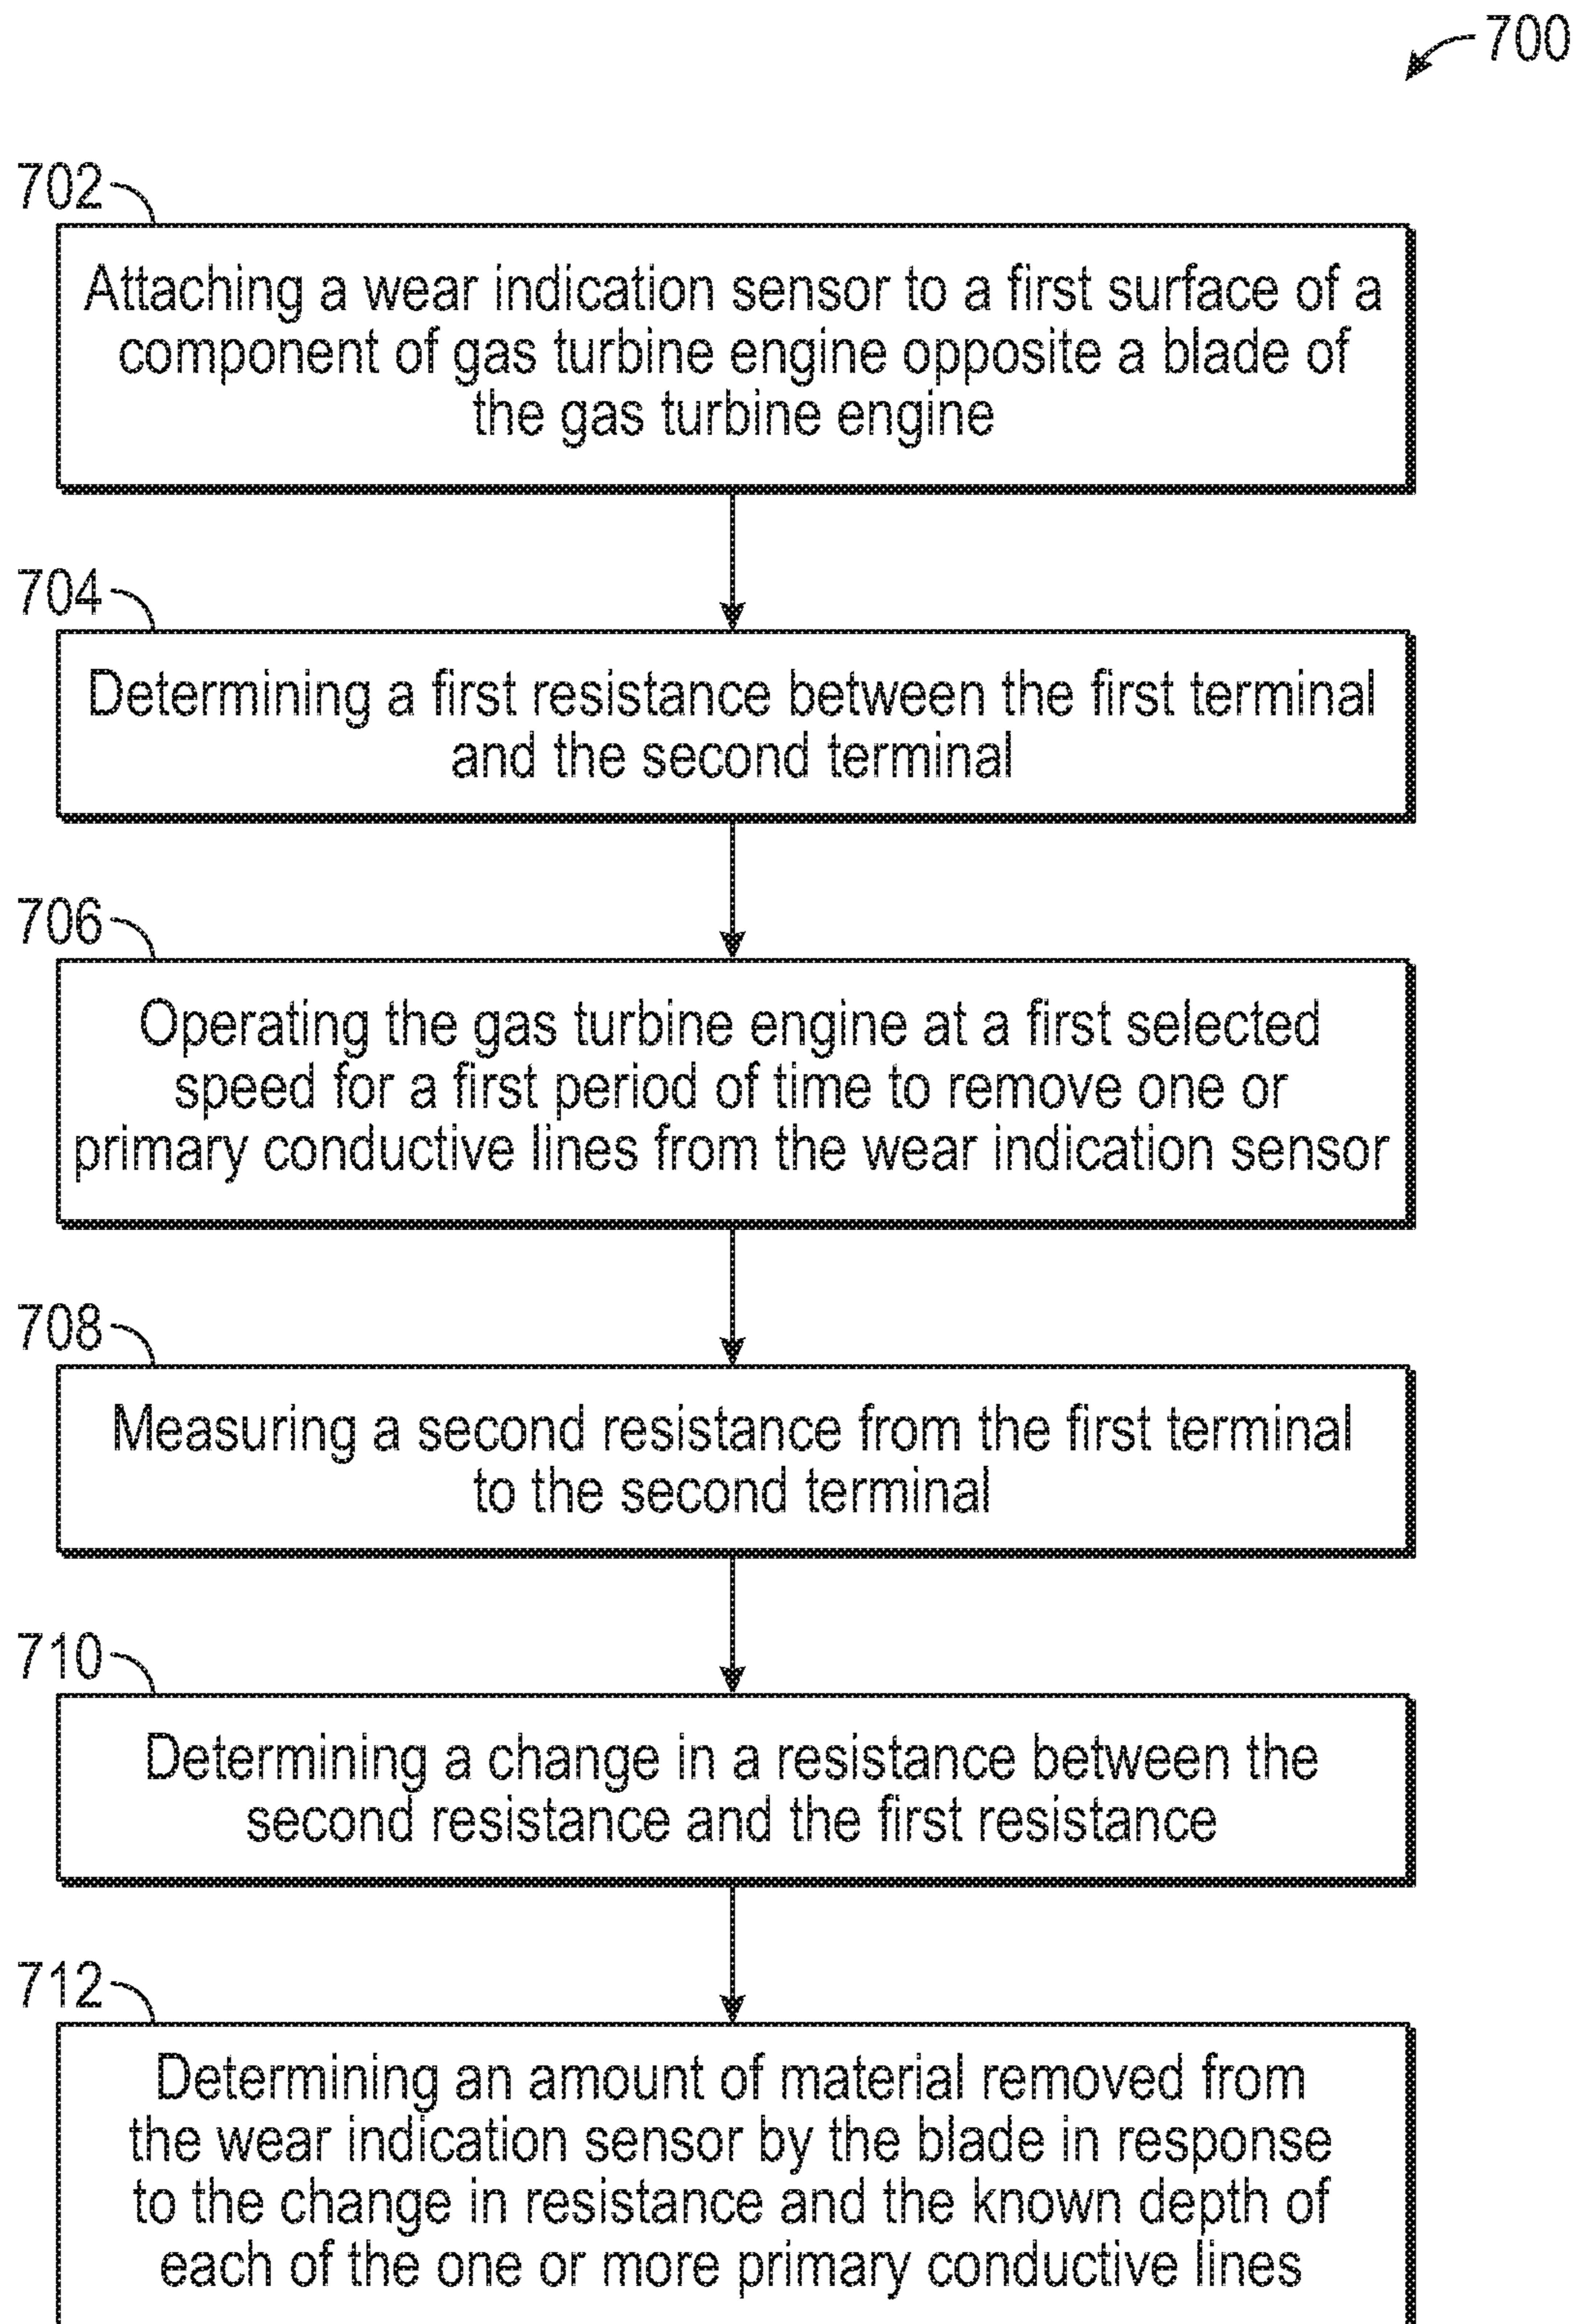 700
702
Attaching a wear indication sensor to a first surface of a
component of gas turbine engine opposite a blade of
the gas turbine engine
704
Determining a first resistance between the first terminal
and the second terminal
706
Operating the gas turbine engine at a first selected
speed for a first period of time to remove one or
primary conductive lines from the wear indication sensor
708
Measuring a second resistance from the first terminal
to the second terminal
710
Determining a change in a resistance between the
second resistance and the first resistance
712
Determining an amount of material removed from
the wear indication sensor by the blade in response
to the change in resistance and the known depth of
each of the one or more primary conductive lines